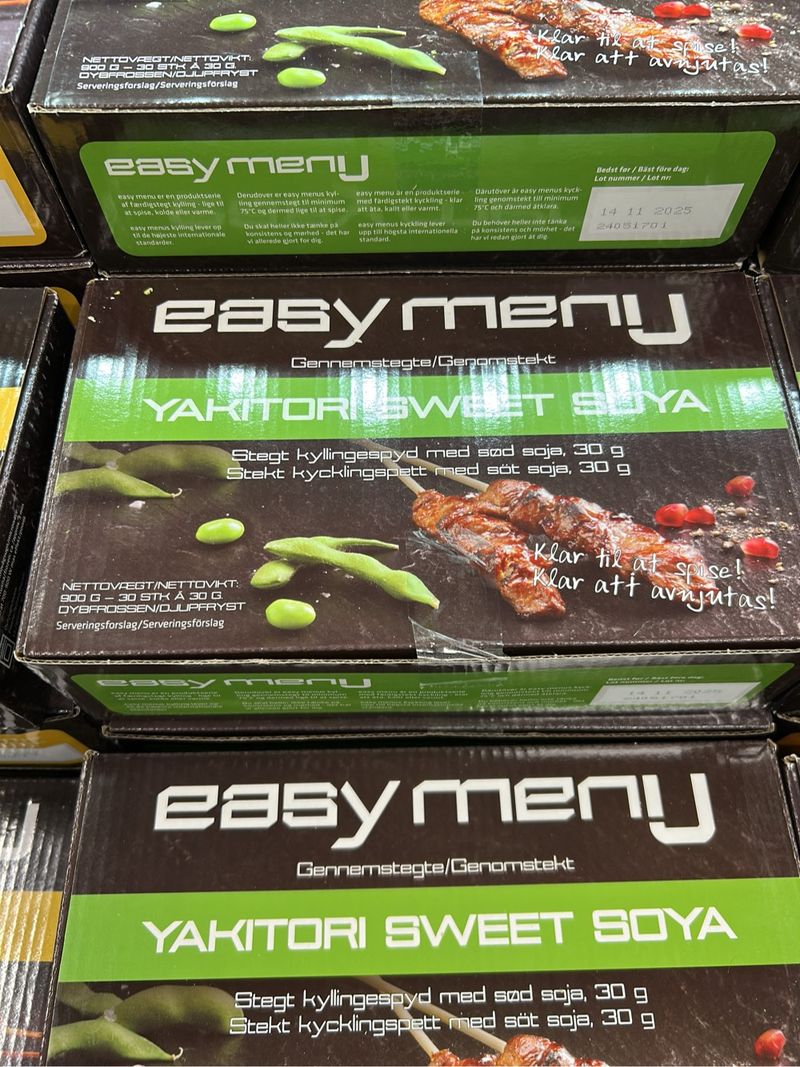 NETTOVÆGT/NETTOVIKT:
900 G – 30 STK Á 30 G.
DYBFROSSEN/DJUPFRYST
Serveringsforslag/Serveringsförslag
Klar til at spise!
Klar att avnjutas!
easy menu
easy menu er en produktserie
af færdigstegt kylling - lige til
at spise, kolde eller varme.
easy menus kylling lever op
til de højeste internationale
standarder.
Derudover er easy menus kyl-
ling gennemstegt til minimum
75°C og dermed lige til at spise.
Du skal heller ikke tænke på
konsistens og mørhed - det har
vi allerede gjort for dig.
easy menu är en produktserie
med färdigstekt kyckling - klar
att äta, kallt eller varmt.
easy menus kyckling lever
upp till högsta internationella
standard.
Därutöver är easy menus kyck-
ling genomstekt till minimum
75°C och därmed ätklara.
Du behöver heller inte tänka
på konsistens och mörhet - det
har vi redan gjort åt dig.
Bedst før / Bäst före dag:
Lot nummer / Lot nr:
14 11 2025
24051701
easy menu
Gennemstegte/Genomstekt
YAKITORI SWEET SOYA
Stegt kyllingespyd med sød soja, 30 g
Stekt kycklingspett med söt soja, 30 g
Klar til at spise!
Klar att avnjutas!
NETTOVÆGT/NETTOVIKT:
900 G – 30 STK Á 30 G.
DYBFROSSEN/DJUPFRYST
Serveringsforslag/Serveringsförslag
easy menu
Bedst før / Bäst före dag:
14 11 2025
24051701
easy menu
Gennemstegte/Genomstekt
YAKITORI SWEET SOYA
Stegt kyllingespyd med sød soja, 30 g
Stekt kycklingspett med söt soja, 30 g